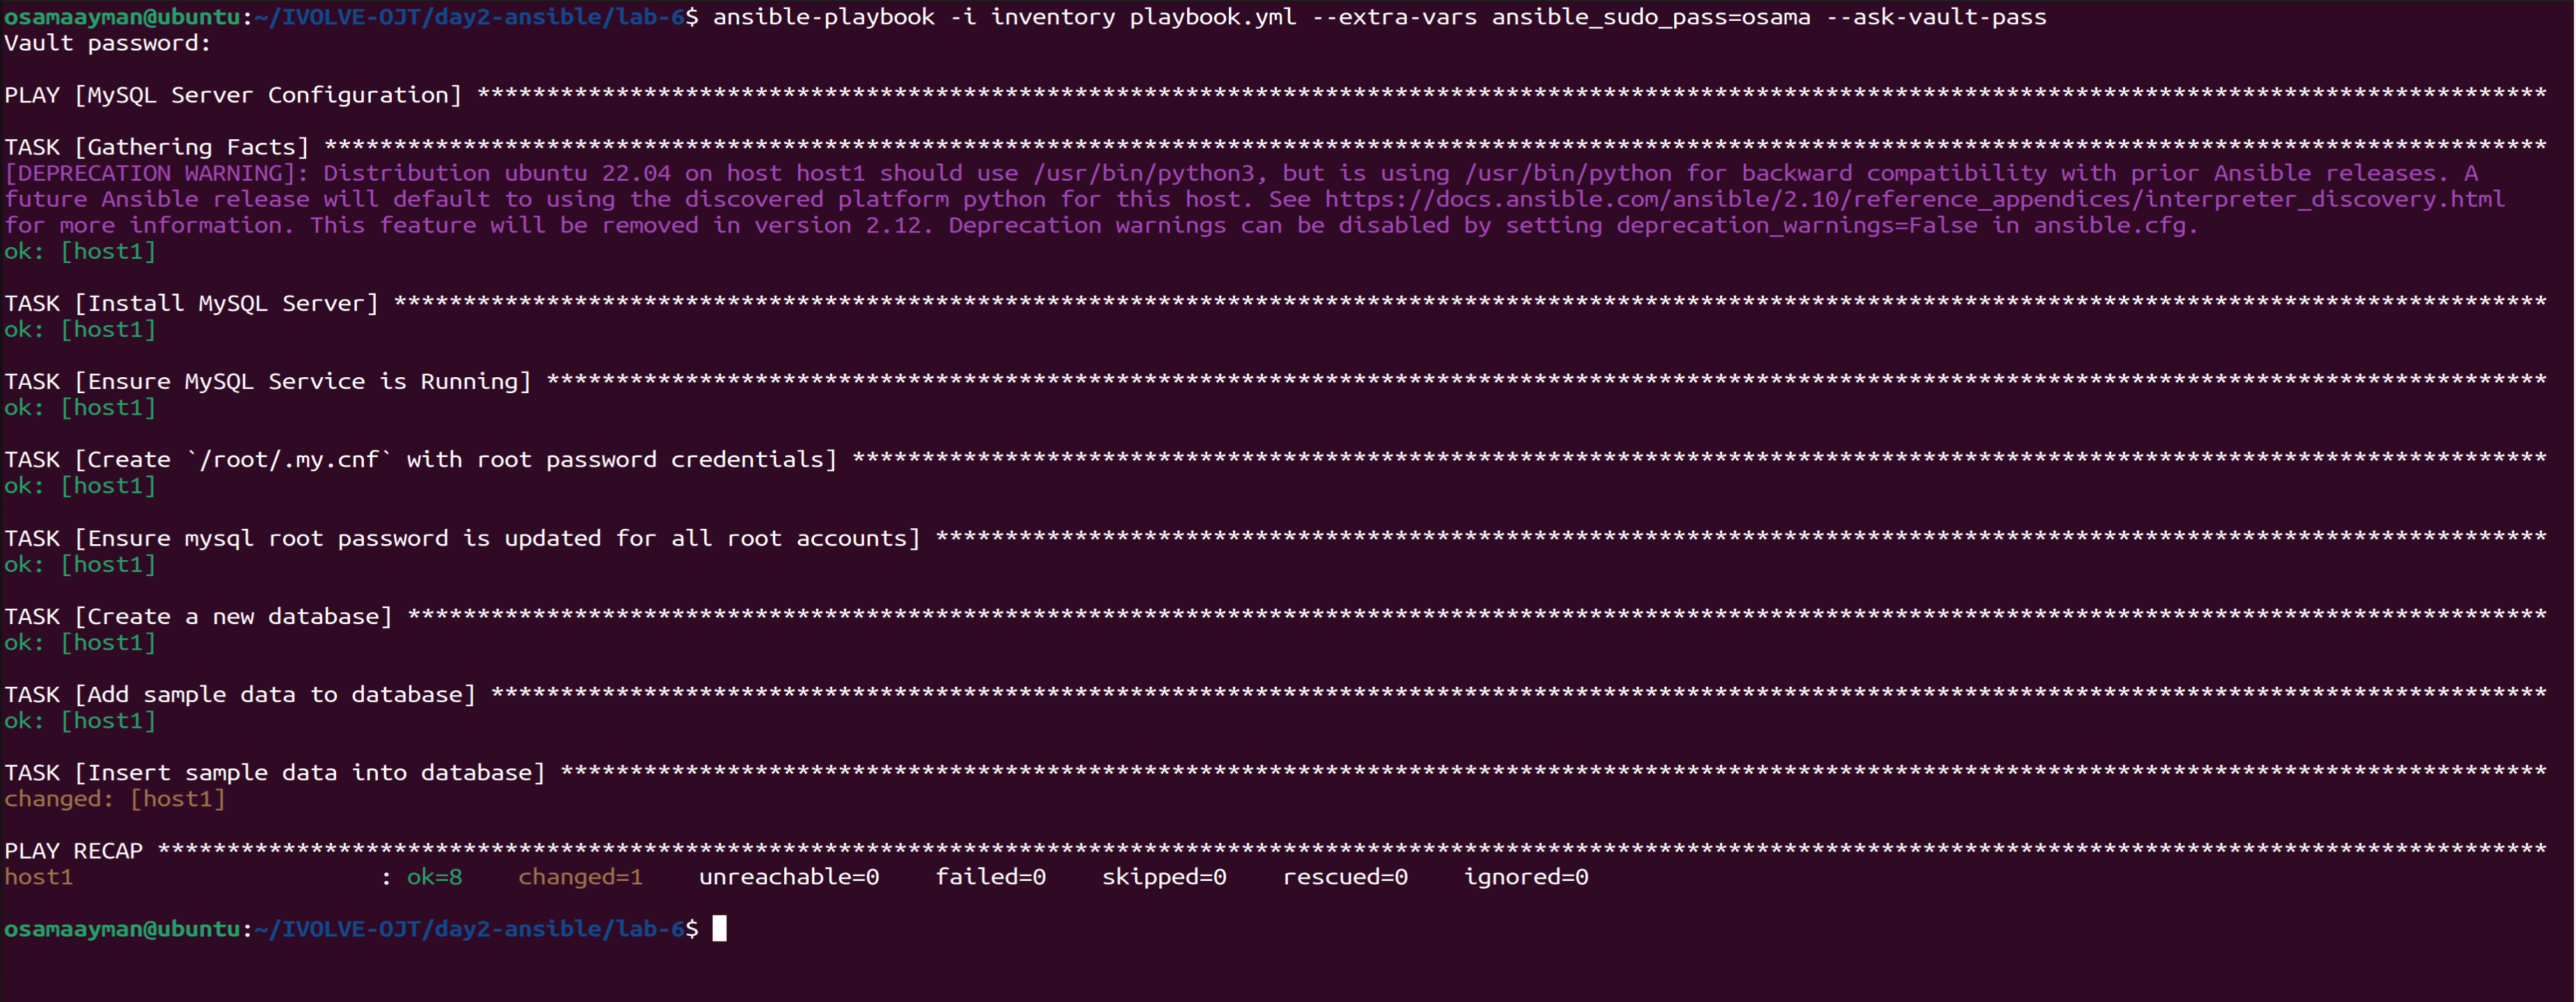 osamaayman@ubuntu:~/IVOLVE-OJT/day2-ansible/lab-6$ ansible-playbook -i inventory playbook.yml --extra-vars ansible_sudo_pass=osama --ask-vault-pass
Vault password:
PLAY [MySQL Server Configuration] *****************************************************************************************************************************************************
TASK [Gathering Facts] ****************************************************************************************************************************************************************
[DEPRECATION WARNING]: Distribution ubuntu 22.04 on host host1 should use /usr/bin/python3, but is using /usr/bin/python for backward compatibility with prior Ansible releases. A
future Ansible release will default to using the discovered platform python for this host. See https://docs.ansible.com/ansible/2.10/reference_appendices/interpreter_discovery.html
for more information. This feature will be removed in version 2.12. Deprecation warnings can be disabled by setting deprecation_warnings=False in ansible.cfg.
ok: [host1]
TASK [Install MySQL Server] ***********************************************************************************************************************************************************
ok: [host1]
TASK [Ensure MySQL Service is Running] ************************************************************************************************************************************************
ok: [host1]
TASK [Create `/root/.my.cnf` with root password credentials] **************************************************************************************************************************
ok: [host1]
TASK [Ensure mysql root password is updated for all root accounts] ********************************************************************************************************************
ok: [host1]
TASK [Create a new database] **********************************************************************************************************************************************************
ok: [host1]
TASK [Add sample data to database] ****************************************************************************************************************************************************
ok: [host1]
TASK [Insert sample data into database] ***********************************************************************************************************************************************
changed: [host1]
PLAY RECAP ****************************************************************************************************************************************************************************
host1                      : ok=8    changed=1    unreachable=0    failed=0    skipped=0    rescued=0    ignored=0
osamaayman@ubuntu:~/IVOLVE-OJT/day2-ansible/lab-6$